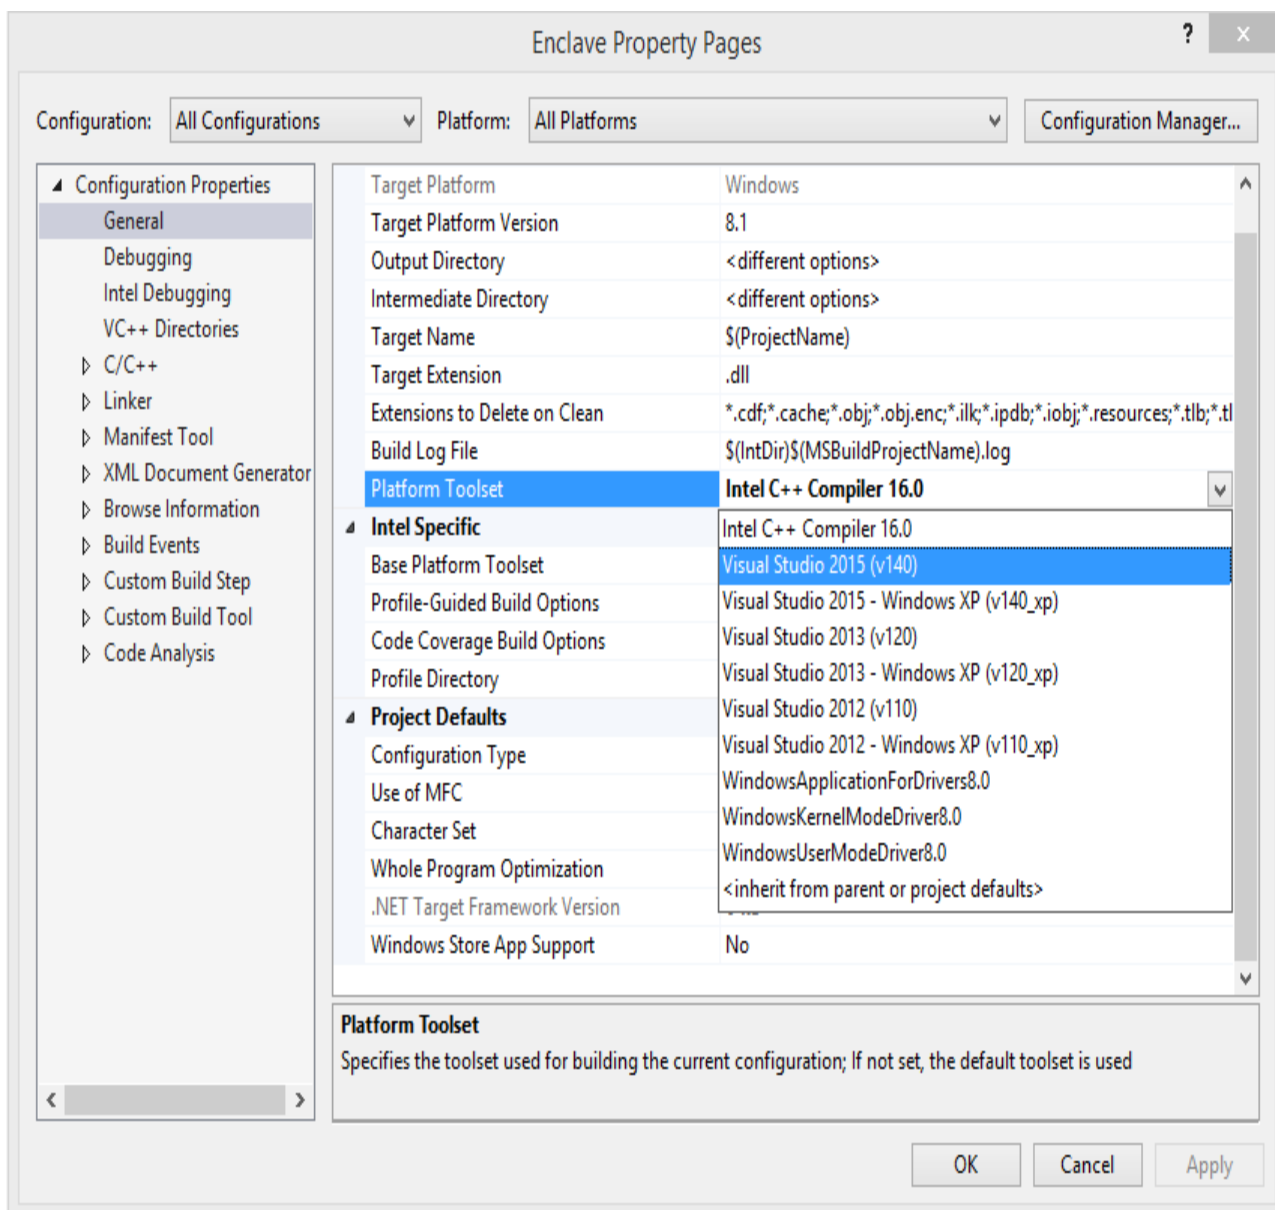 Enclave Property Pages
? X
Configuration: All Configurations Platform: All Platforms Configuration Manager...
Configuration Properties
General
Debugging
Intel Debugging
VC++ Directories
C/C++
Linker
Manifest Tool
XML Document Generator
Browse Information
Build Events
Custom Build Step
Custom Build Tool
Code Analysis
Target Platform Windows
Target Platform Version 8.1
Output Directory <different options>
Intermediate Directory <different options>
Target Name $(ProjectName)
Target Extension .dll
Extensions to Delete on Clean *.cdf;*.cache;*.obj;*.obj.enc;*.ilk;*.ipdb;*.iobj;*.resources;*.tlb;*.tl
Build Log File $(IntDir)$(MSBuildProjectName).log
Platform Toolset Intel C++ Compiler 16.0
Intel Specific
Base Platform Toolset
Profile-Guided Build Options
Code Coverage Build Options
Profile Directory
Project Defaults
Configuration Type
Use of MFC
Character Set
Whole Program Optimization
.NET Target Framework Version
Windows Store App Support No
Intel C++ Compiler 16.0
Visual Studio 2015 (v140)
Visual Studio 2015 - Windows XP (v140_xp)
Visual Studio 2013 (v120)
Visual Studio 2013 - Windows XP (v120_xp)
Visual Studio 2012 (v110)
Visual Studio 2012 - Windows XP (v110_xp)
WindowsApplicationForDrivers8.0
WindowsKernelModeDriver8.0
WindowsUserModeDriver8.0
<inherit from parent or project defaults>
Platform Toolset
Specifies the toolset used for building the current configuration; If not set, the default toolset is used
OK Cancel Apply